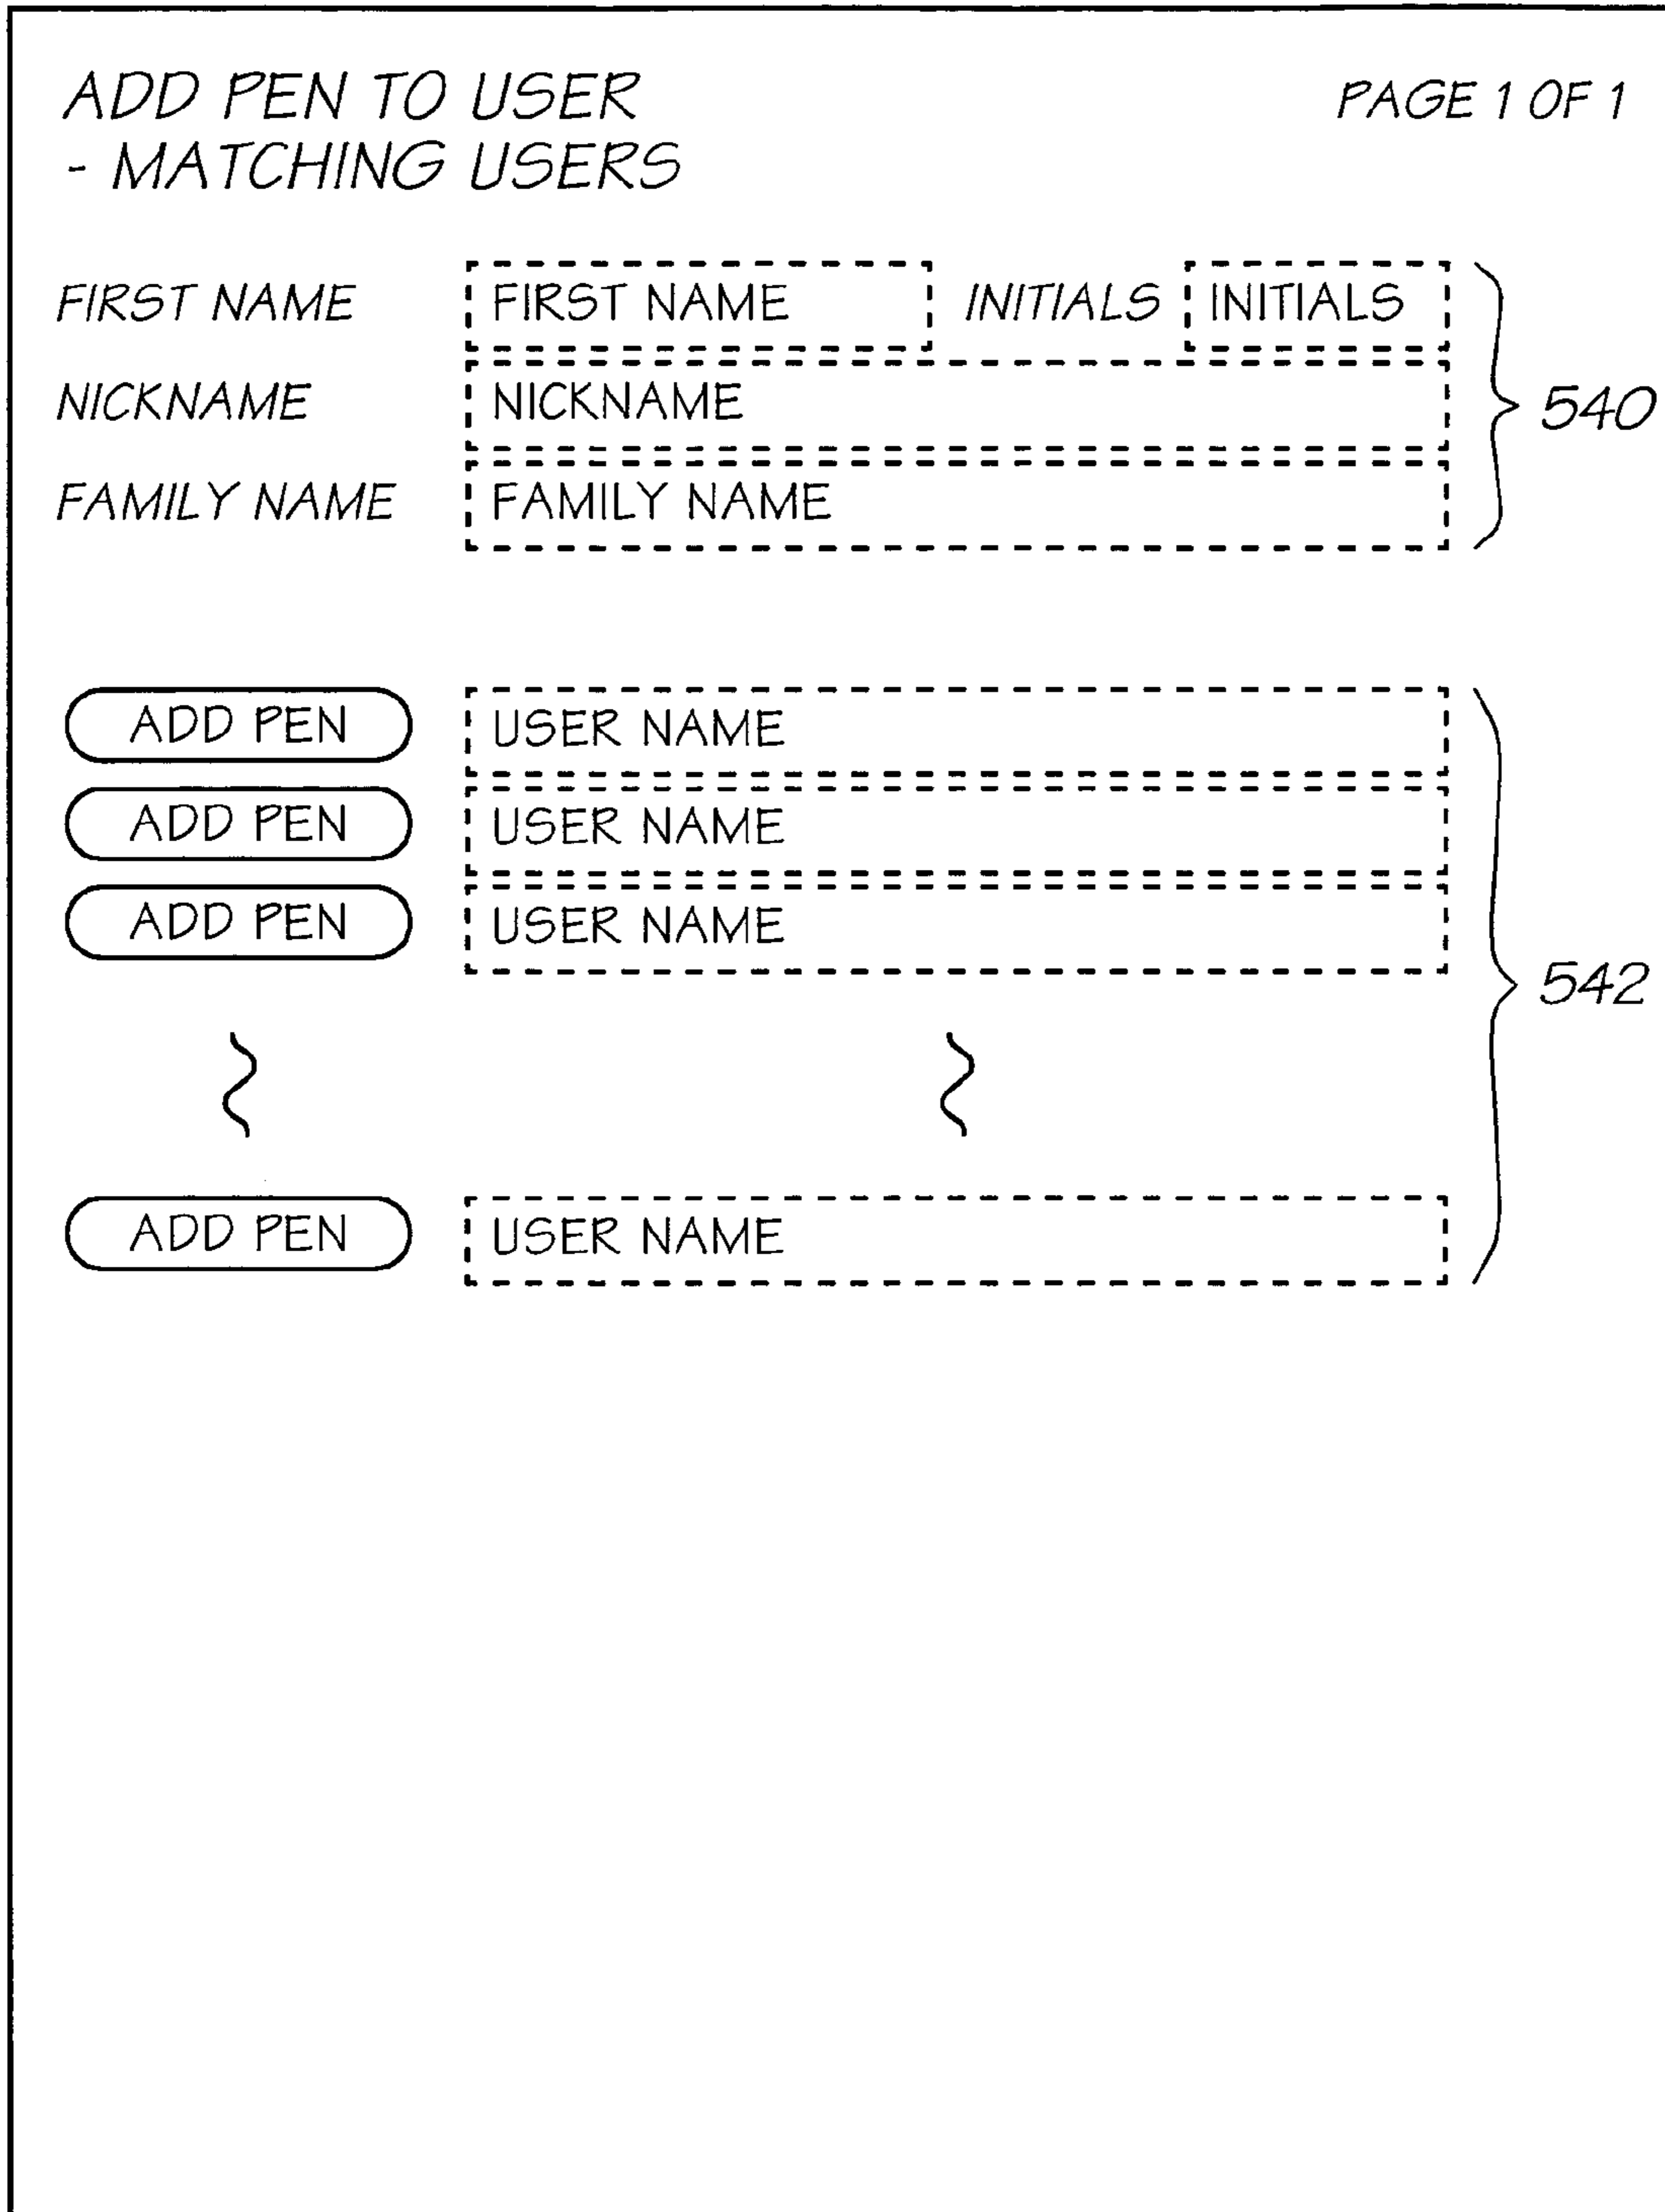 ADD PEN TO USER PAGE 1 OF 1
- MATCHING USERS
FIRST NAME FIRST NAME INITIALS INITIALS
NICKNAME NICKNAME 540
FAMILY NAME FAMILY NAME
ADD PEN USER NAME
ADD PEN USER NAME
ADD PEN USER NAME
542
ADD PEN USER NAME